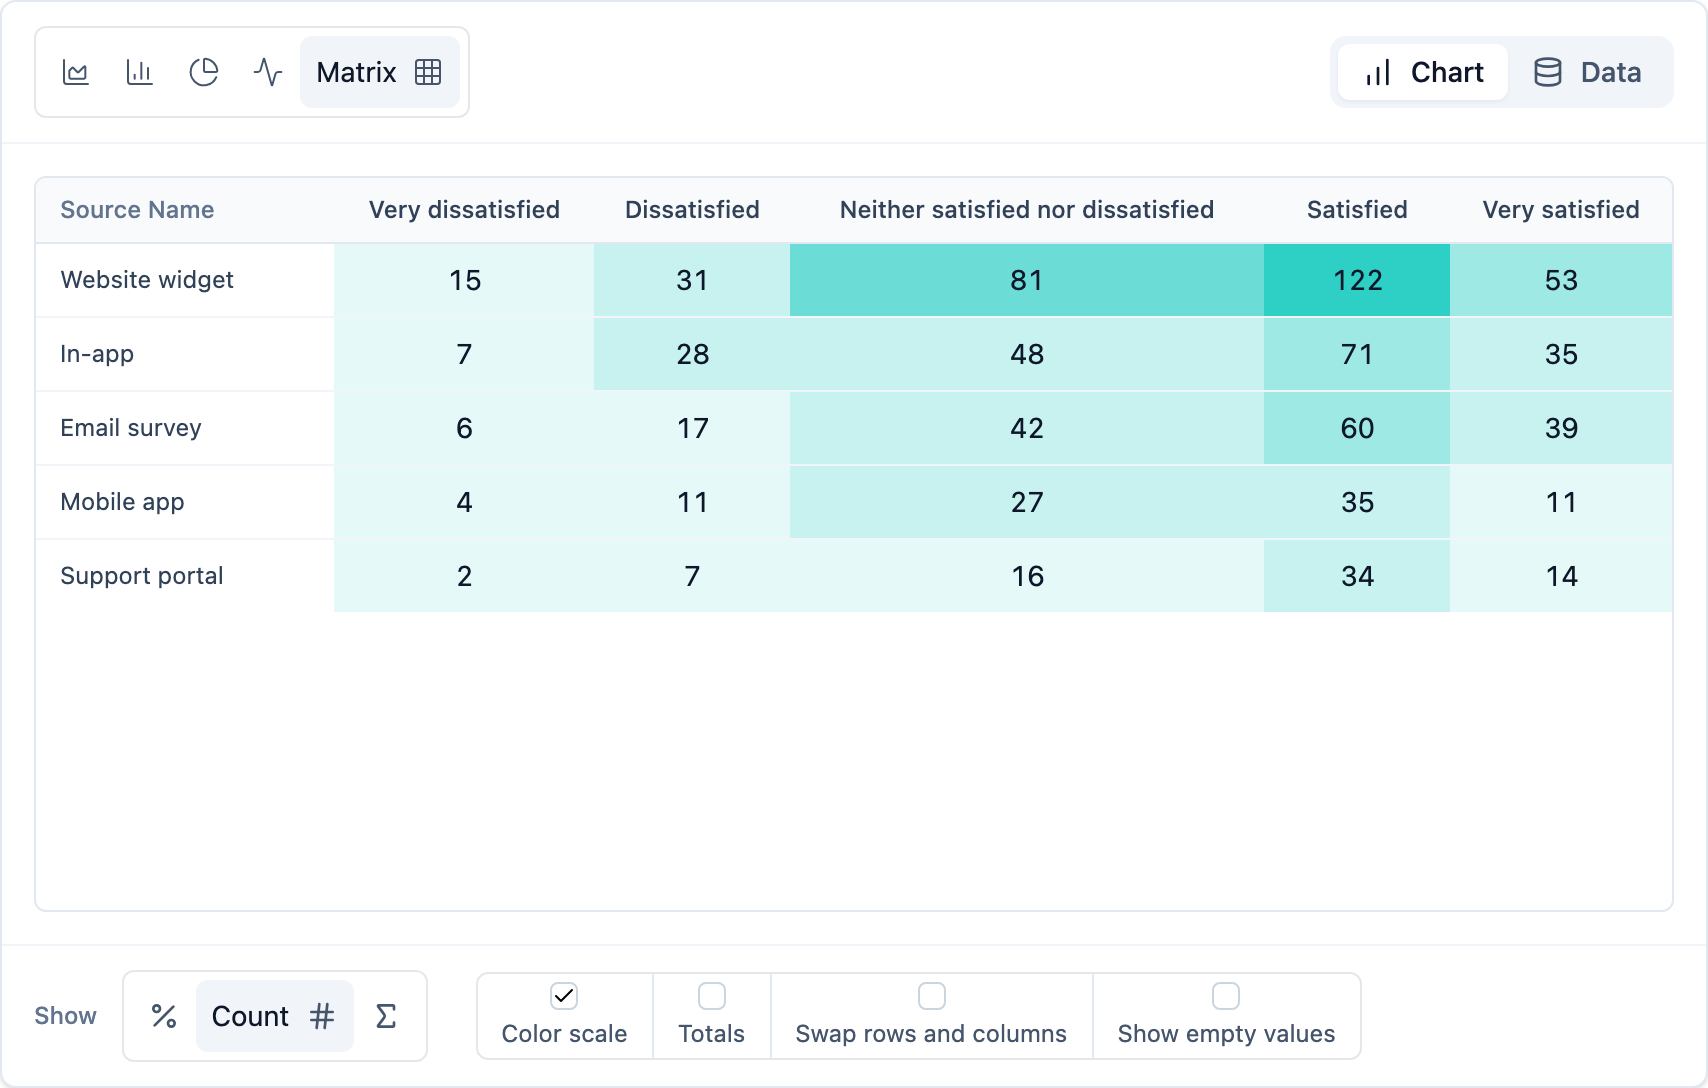 Matrix
Chart
Data
Source Name Very dissatisfied Dissatisfied Neither satisfied nor dissatisfied Satisfied Very satisfied
Website widget 15 31 81 122 53
In-app 7 28 48 71 35
Email survey 6 17 42 60 39
Mobile app 4 11 27 35 11
Support portal 2 7 16 34 14
Show % Count # Σ
Color scale Totals Swap rows and columns Show empty values